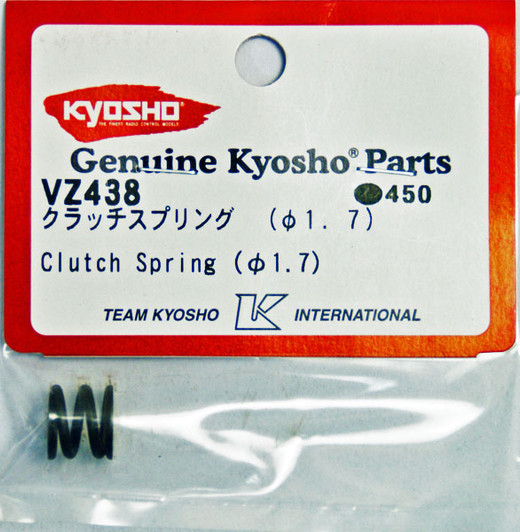 KYOSHO
THE FINEST RADIO CONTROL MODELS
Genuine Kyosho® Parts
VZ438 450
クラッチスプリング (φ1.7)
Clutch Spring (φ1.7)
TEAM KYOSHO K INTERNATIONAL